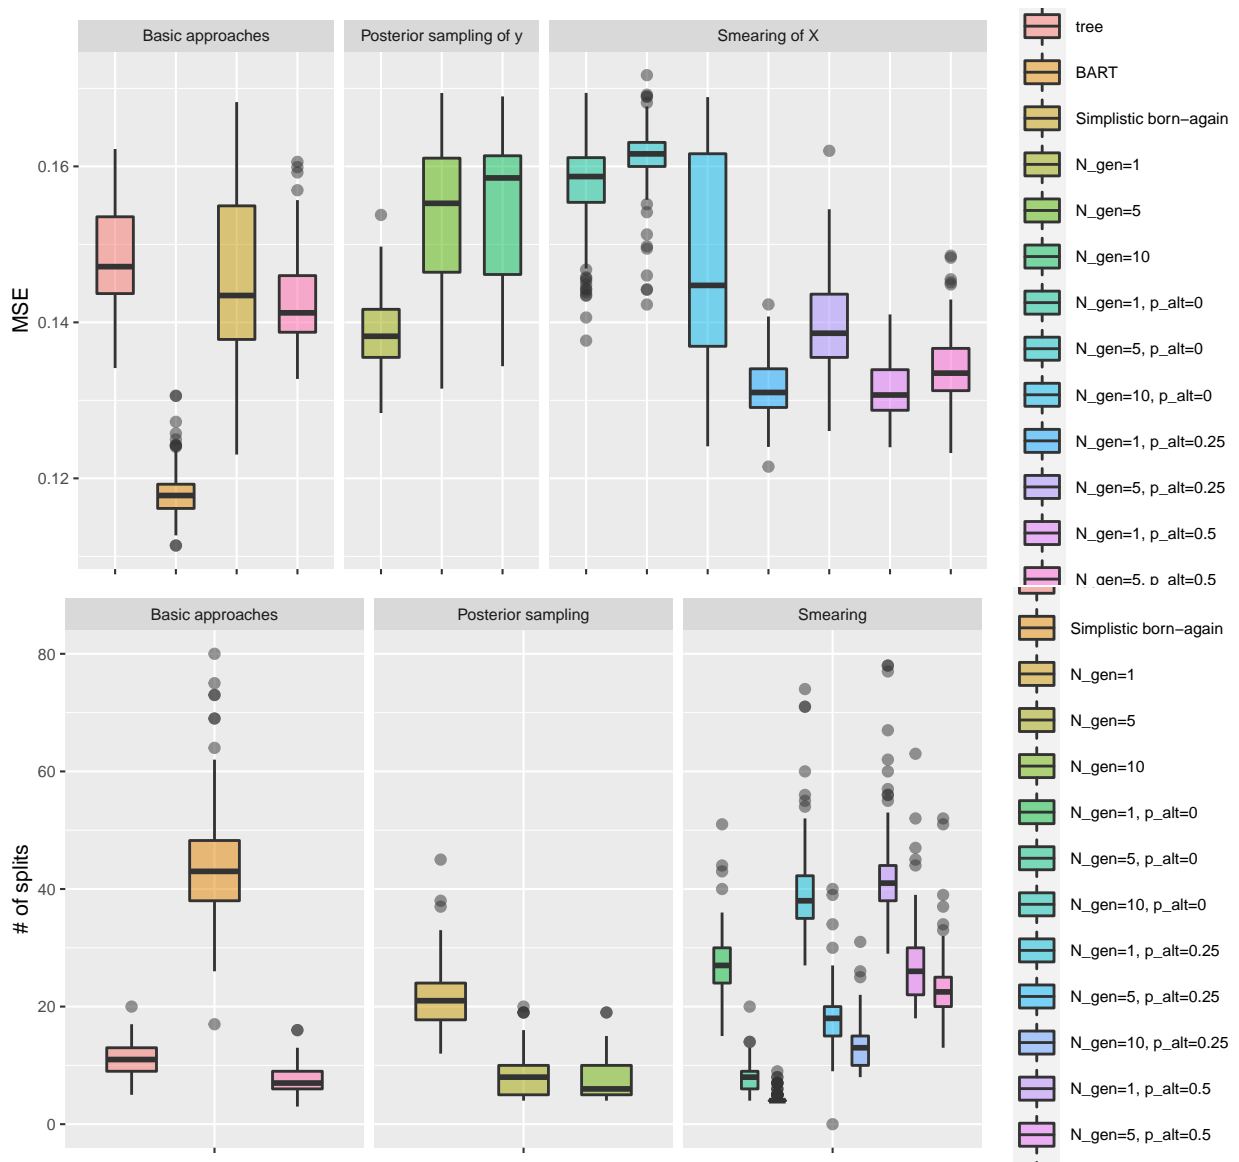 Basic approaches
Posterior sampling of y
Smearing of X
MSE
0.16
0.14
0.12
tree
BART
Simplistic born−again
N_gen=1
N_gen=5
N_gen=10
N_gen=1, p_alt=0
N_gen=5, p_alt=0
N_gen=10, p_alt=0
N_gen=1, p_alt=0.25
N_gen=5, p_alt=0.25
N_gen=1, p_alt=0.5
N_gen=5, p_alt=0.5
Basic approaches
Posterior sampling
Smearing
# of splits
80
60
40
20
0
Simplistic born−again
N_gen=1
N_gen=5
N_gen=10
N_gen=1, p_alt=0
N_gen=5, p_alt=0
N_gen=10, p_alt=0
N_gen=1, p_alt=0.25
N_gen=5, p_alt=0.25
N_gen=10, p_alt=0.25
N_gen=1, p_alt=0.5
N_gen=5, p_alt=0.5